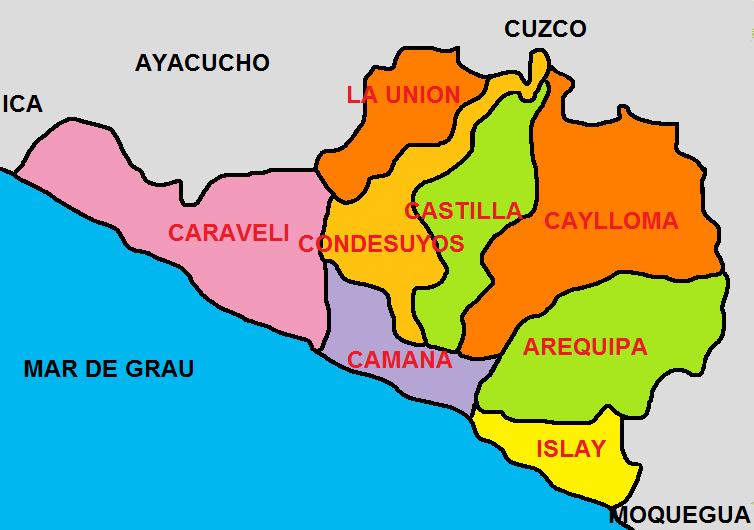 CUZCO
AYACUCHO
LA UNION
ICA
CASTILLA
CAYLLOMA
CARAVELI
CONDESUYOS
AREQUIPA
CAMANA
MAR DE GRAU
ISLAY
MOQUEGUA